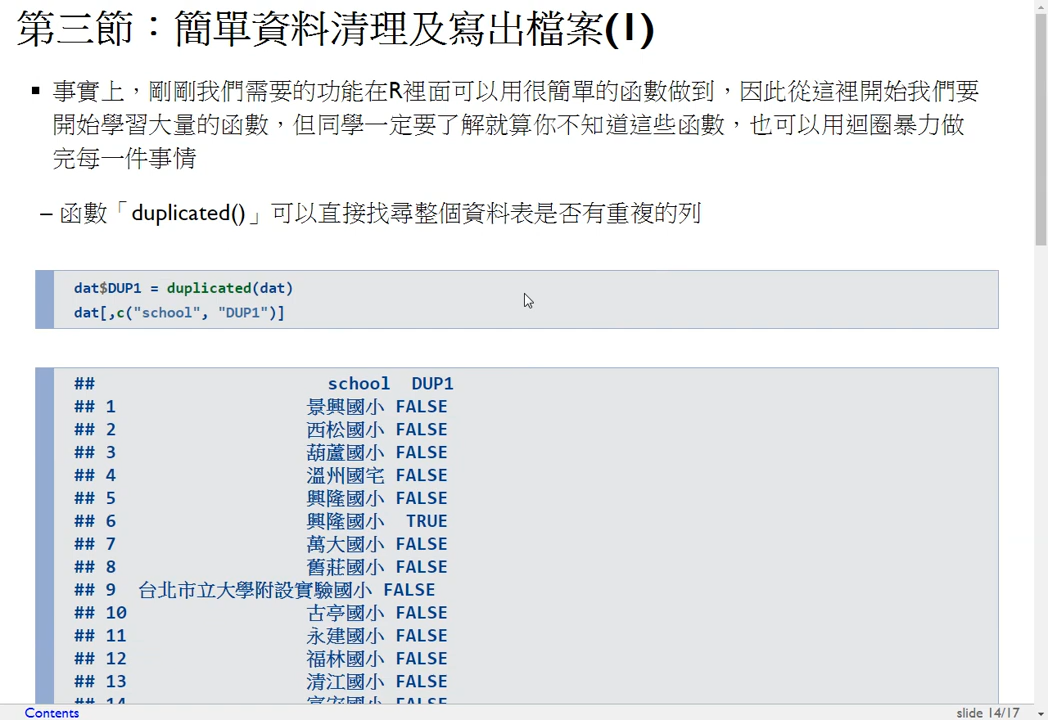 第三節：簡單資料清理及寫出檔案(1)
▪ 事實上，剛剛我們需要的功能在R裡面可以用很簡單的函數做到，因此從這裡開始我們要
開始學習大量的函數，但同學一定要了解就算你不知道這些函數，也可以用迴圈暴力做
完每一件事情
– 函數「duplicated()」可以直接找尋整個資料表是否有重複的列
dat$DUP1 = duplicated(dat)
dat[,c("school", "DUP1")]
## school DUP1
## 1 景興國小 FALSE
## 2 西松國小 FALSE
## 3 葫蘆國小 FALSE
## 4 溫州國宅 FALSE
## 5 興隆國小 FALSE
## 6 興隆國小 TRUE
## 7 萬大國小 FALSE
## 8 舊莊國小 FALSE
## 9 台北市立大學附設實驗國小 FALSE
## 10 古亭國小 FALSE
## 11 永建國小 FALSE
## 12 福林國小 FALSE
## 13 清江國小 FALSE
Contents
slide 14/17